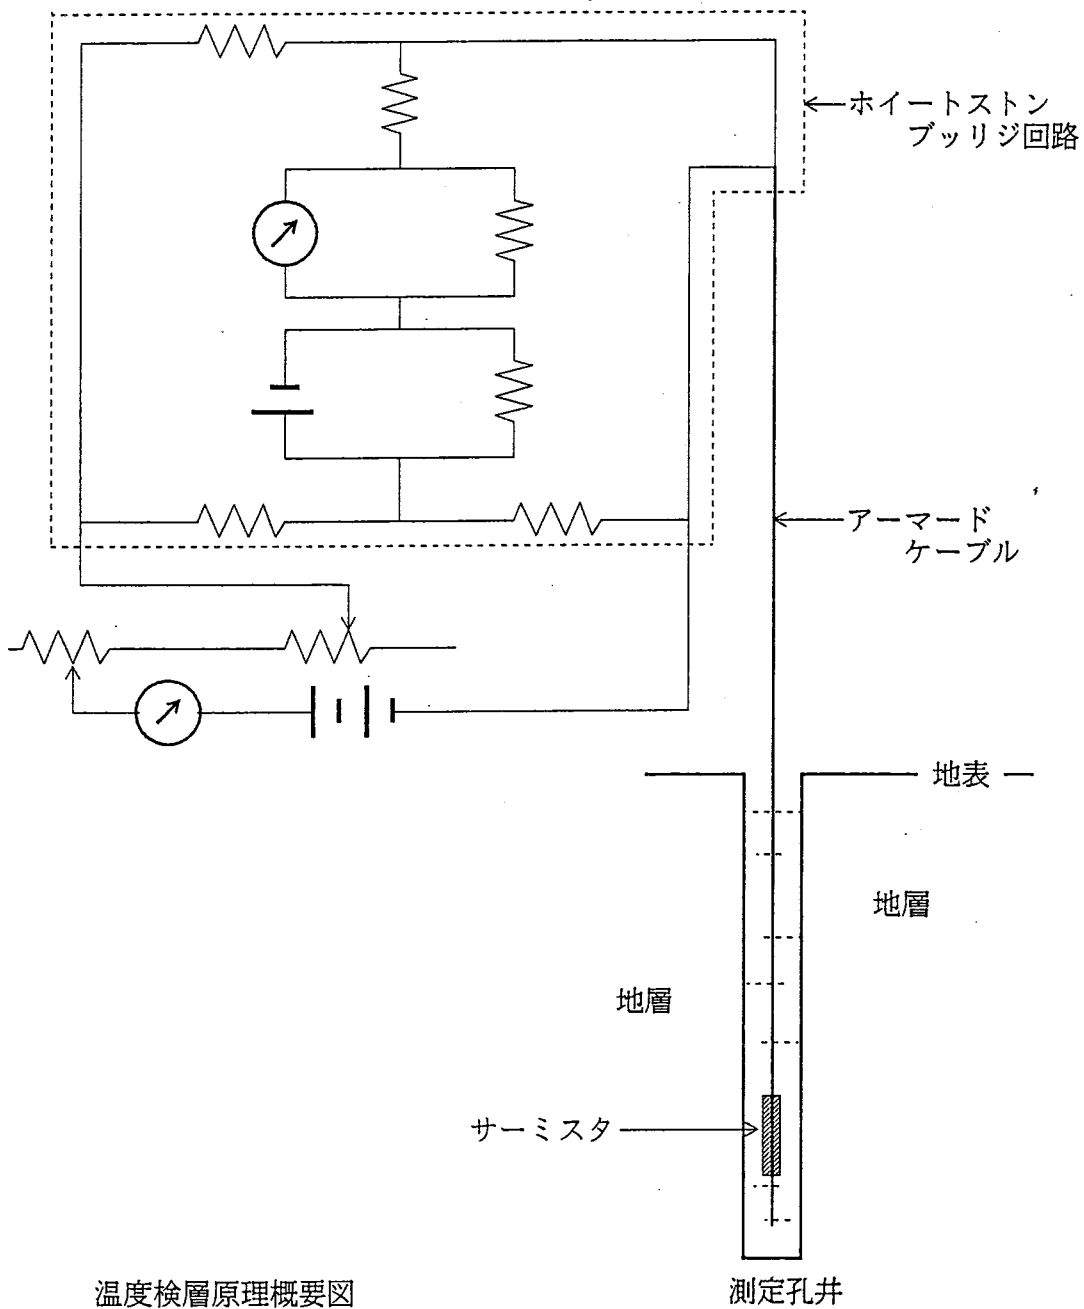 ホイートストン
ブッリジ回路
アーマード
ケーブル
地表
地層
地層
サーミスタ
温度検層原理概要図
測定孔井